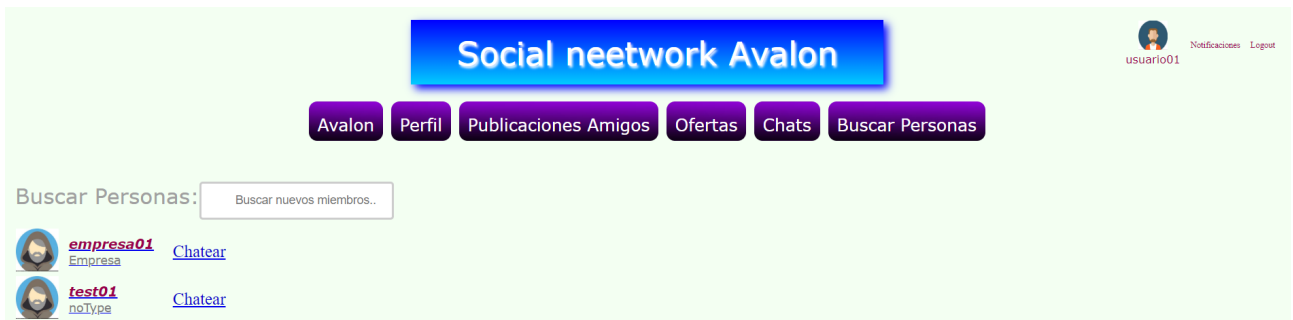 Social neetwork Avalon
usuario01
Notificaciones Logout
Avalon Perfil Publicaciones Amigos Ofertas Chats Buscar Personas
Buscar Personas: Buscar nuevos miembros..
empresa01
Empresa
Chatear
test01
noType
Chatear